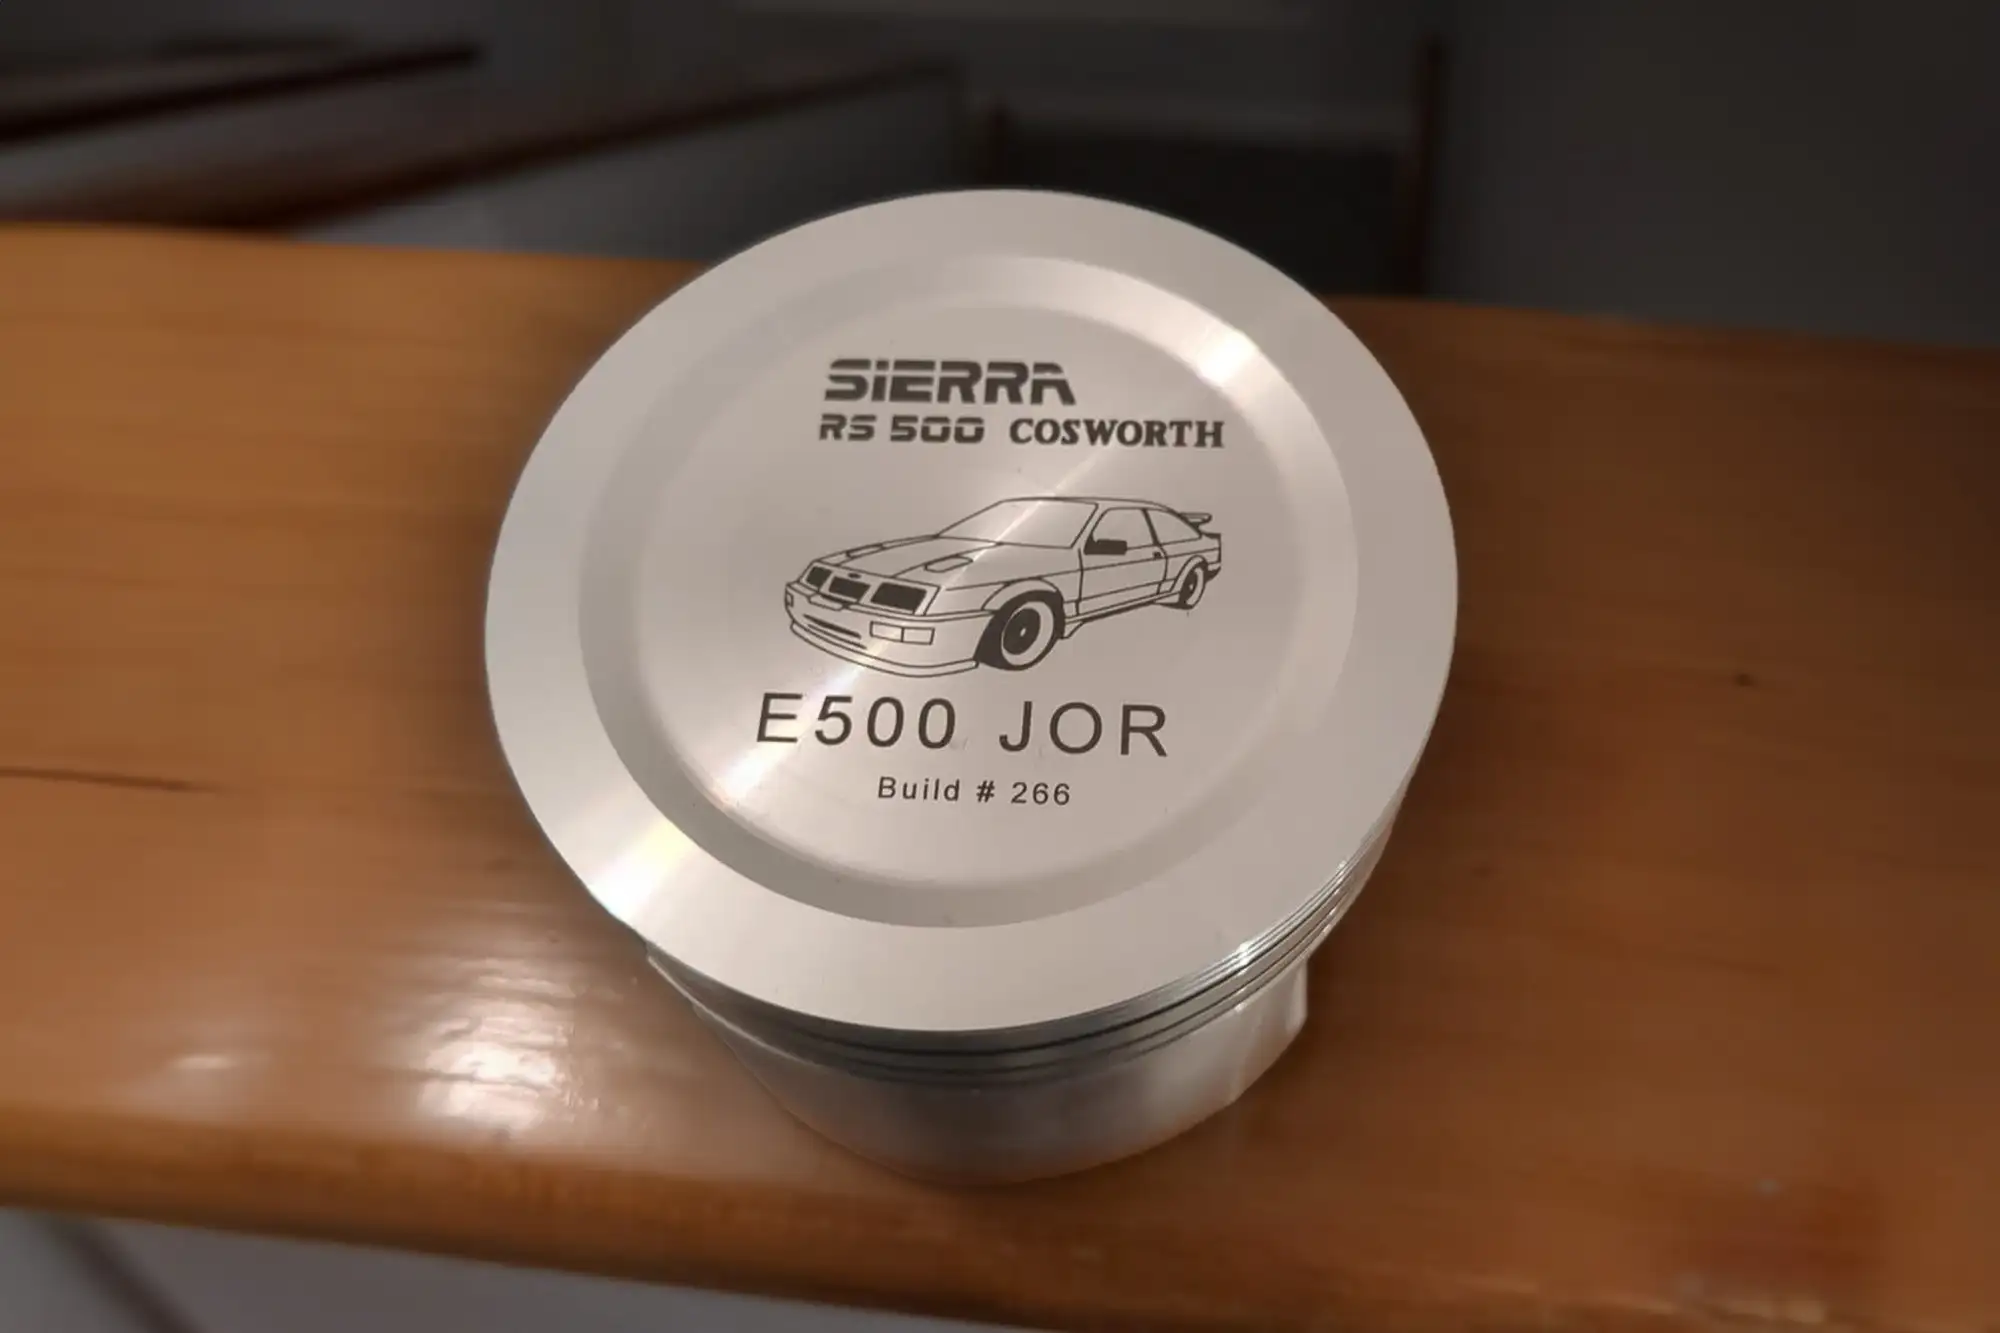 SiERRA
RS 500 COSWORTH
E500 JOR
Build # 266